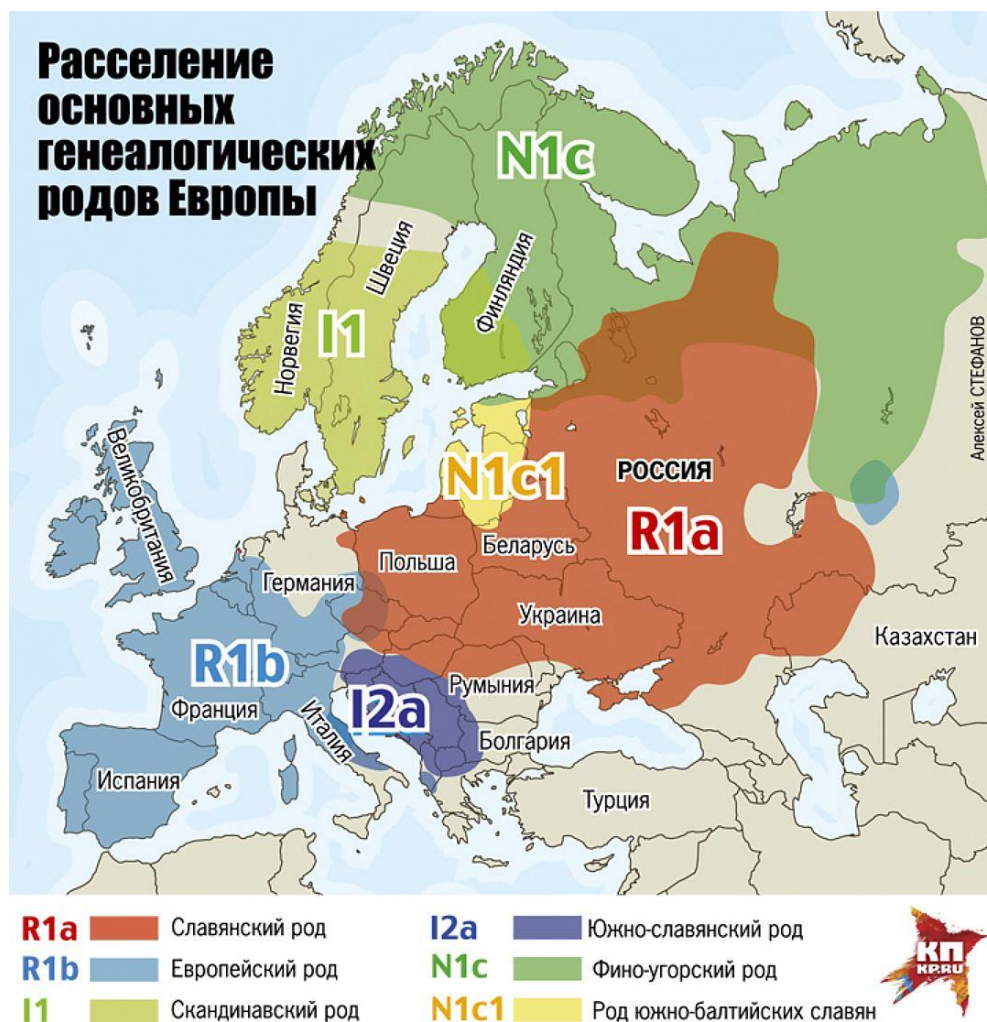 Расселение
основных
генеалогических
родов Европы
N1c
Швеция
Финляндия
Норвегия
I1
Алексей СТЕФАНОВ
Великобритания
N1c1
РОССИЯ
R1a
Беларусь
Польша
Германия
Украина
Казахстан
R1b
Румыния
I2a
Франция
Италия
Болгария
Испания
Турция
R1a Славянский род
R1b Европейский род
I1 Скандинавский род
I2a Южно-славянский род
N1c Фино-угорский род
N1c1 Род южно-балтийских славян
КП
KP.RU